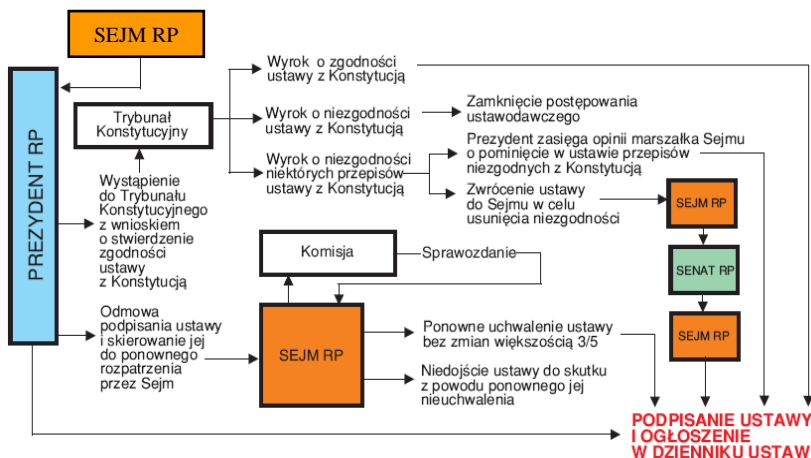 SEJM RP
PREZYDENT RP
Trybunał
Konstytucyjny
Wyrok o zgodności
ustawy z Konstytucją
Wyrok o niezgodności
ustawy z Konstytucją
Zamknięcie postępowania
ustawodawczego
Wyrok o niezgodności
niektórych przepisów
ustawy z Konstytucją
Prezydent zasięga opinii marszałka Sejmu
o pominięcie w ustawie przepisów
niezgodnych z Konstytucją
Zwrócenie ustawy
do Sejmu w celu
usunięcia niezgodności
SEJM RP
SENAT RP
SEJM RP
Wystąpienie
do Trybunału
Konstytucyjnego
z wnioskiem
o stwierdzenie
zgodności
ustawy
z Konstytucją
Komisja
Sprawozdanie
Odmowa
podpisania ustawy
i skierowanie jej
do ponownego
rozpatrzenia
przez Sejm
SEJM RP
Ponowne uchwalenie ustawy
bez zmian większością 3/5
Niedojście ustawy do skutku
z powodu ponownego jej
nieuchwalenia
PODPISANIE USTAWY
I OGŁOSZENIE
W DZIENNIKU USTAW